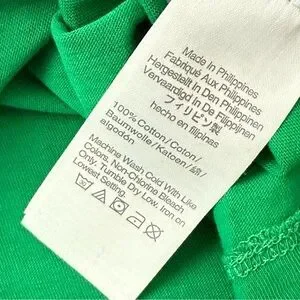 Made In Philippines
Fabriqué Aux Philippines
Hergestellt In Den Philippinen
Vervaardigd In De Filippijnen
フィリピン製
hecho en filipinas
100% Cotton/Coton/
Baumwolle/Katoen/綿/
algodón
Machine Wash Cold With Like
Colors. Non-Chlorine Bleach
Only. Tumble Dry Low. Iron on
Lowest Setting.